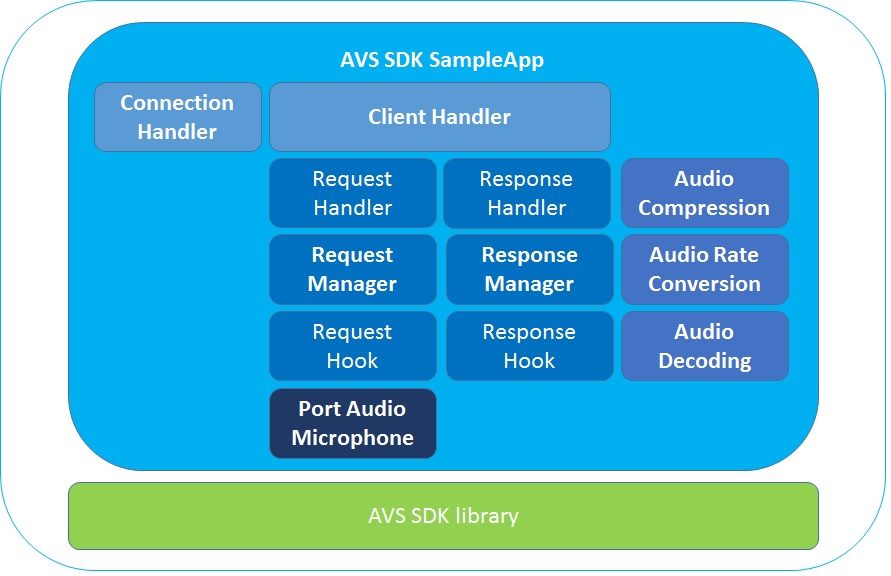 AVS SDK SampleApp
Connection
Handler
Client Handler
Request
Handler
Response
Handler
Audio
Compression
Request
Manager
Response
Manager
Audio Rate
Conversion
Request
Hook
Response
Hook
Audio
Decoding
Port Audio
Microphone
AVS SDK library